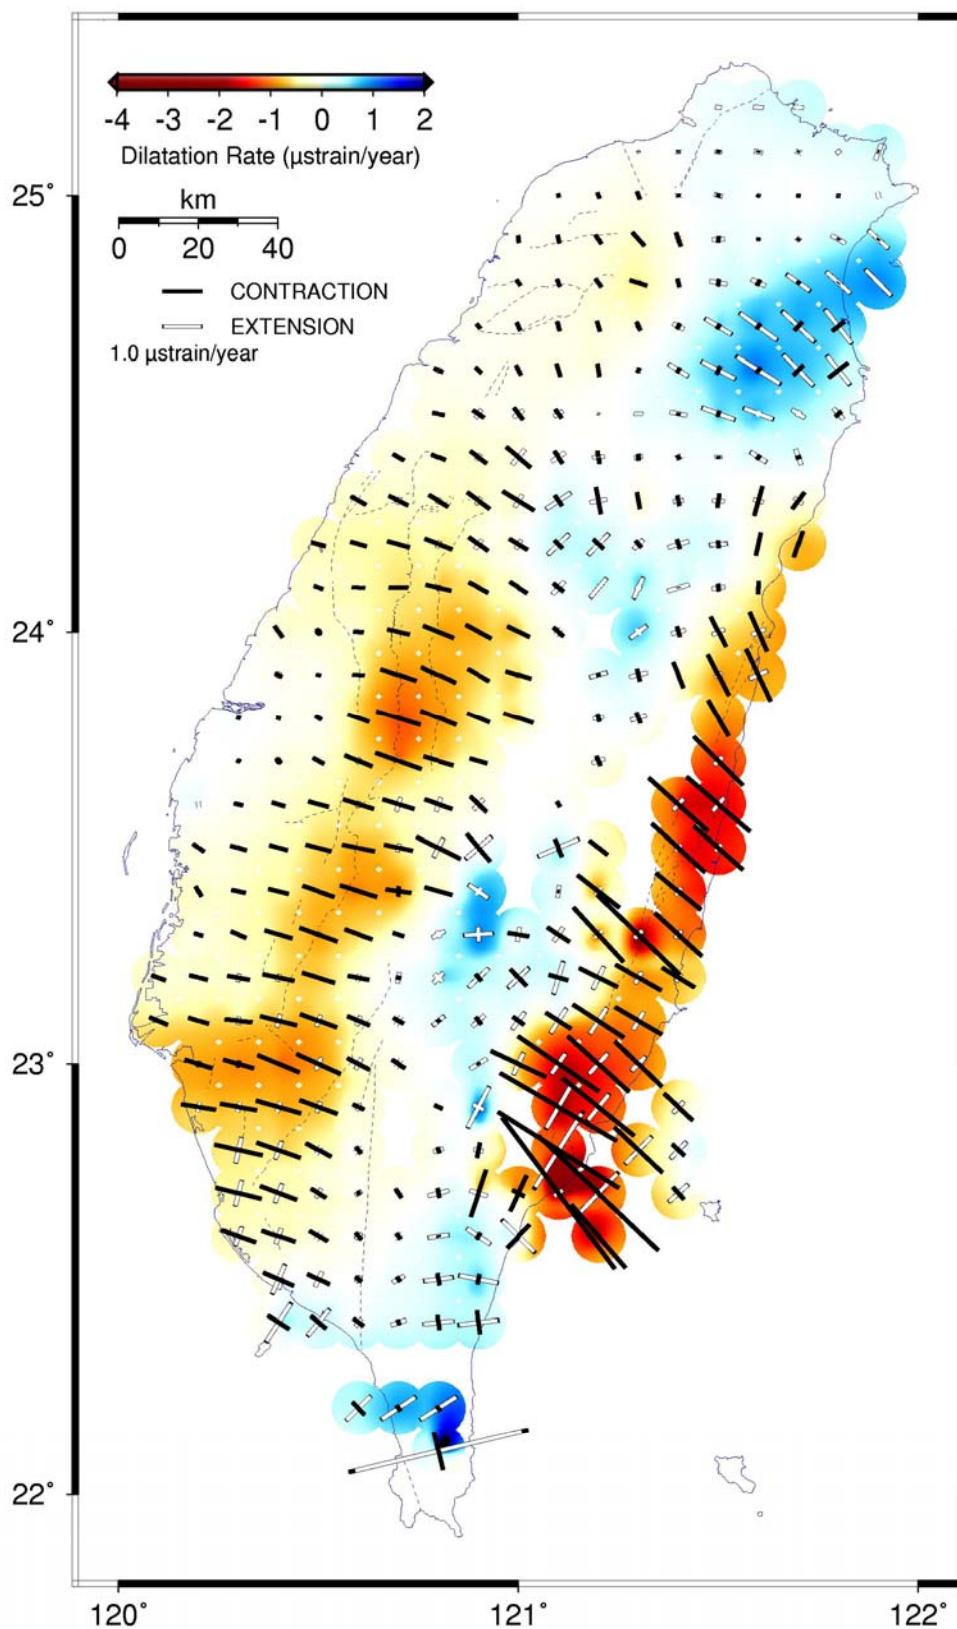 -4 -3 -2 -1 0 1 2
Dilatation Rate (µstrain/year)
km
0 20 40
CONTRACTION
EXTENSION
1.0 µstrain/year
25°
24°
23°
22°
120° 121° 122°